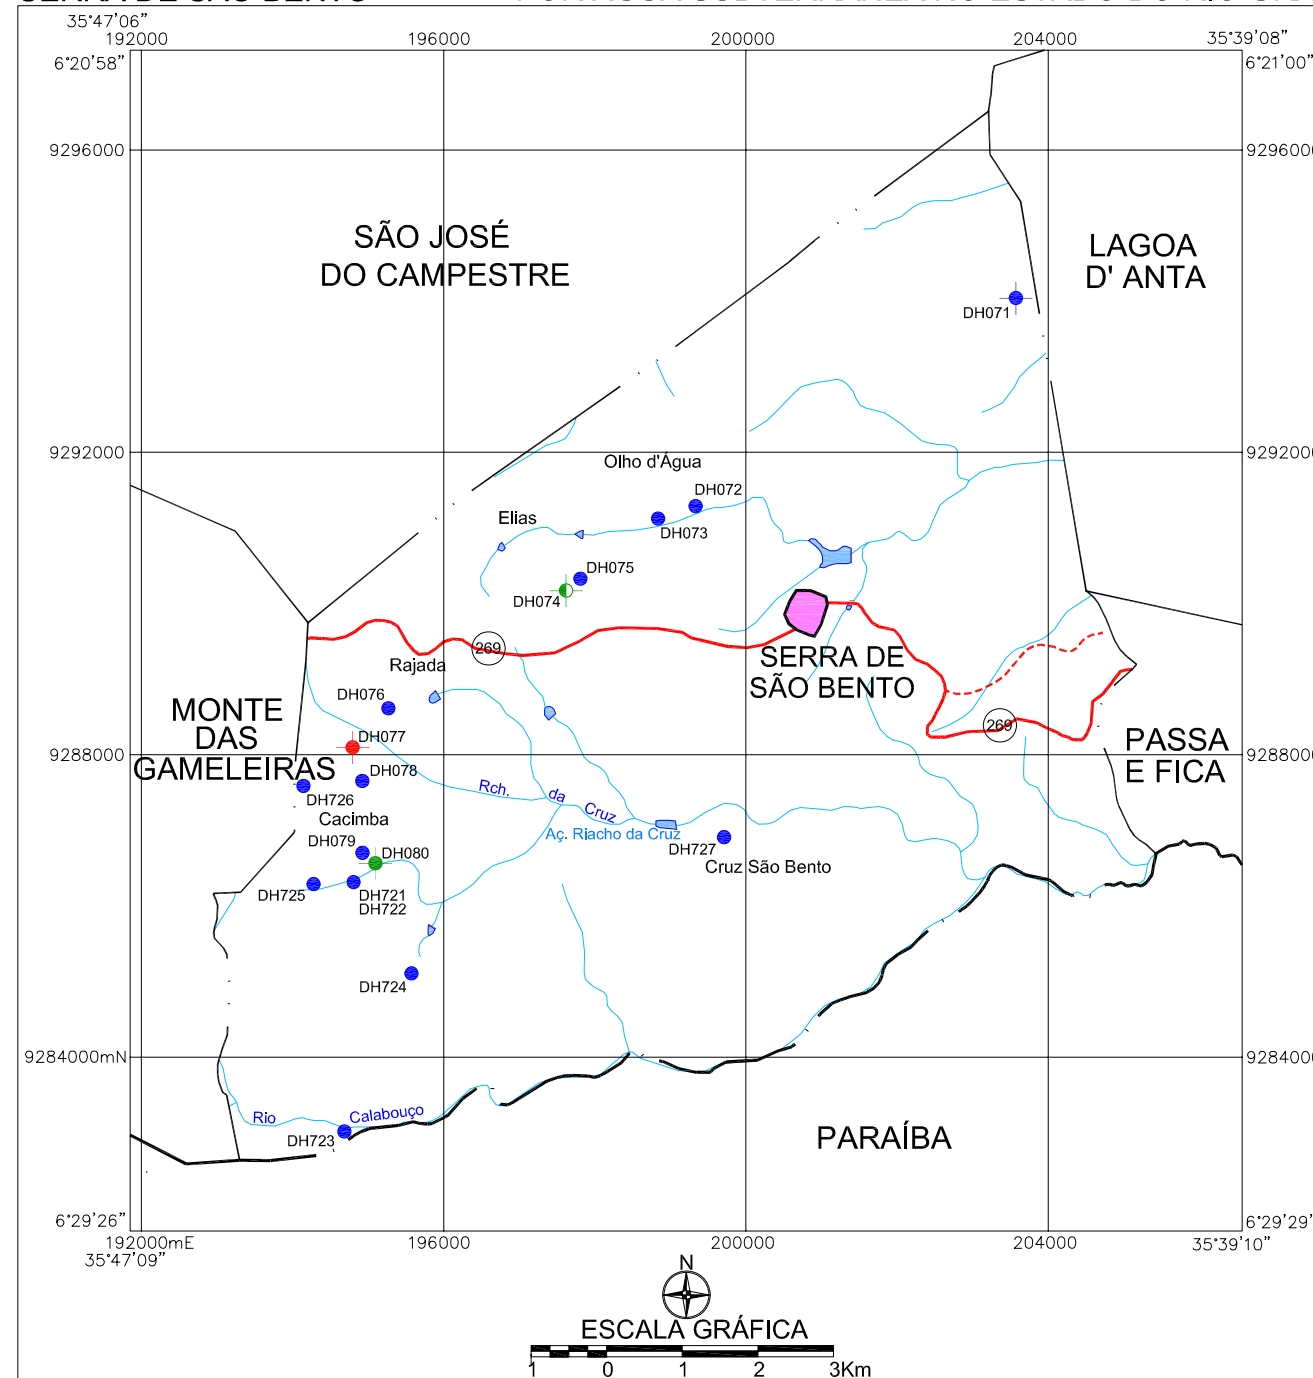 35°47'06"
192000
196000
200000
204000
35°39'08"
6°20'58"
6°21'00"
9296000
9296000
SÃO JOSÉ
DO CAMPESTRE
LAGOA
D' ANTA
DH071
9292000
9292000
Olho d'Água
DH072
Elias
DH073
DH075
DH074
269
Rajada
SERRA DE
SÃO BENTO
DH076
MONTE
DAS
GAMELEIRAS
DH077
269
PASSA
E FICA
9288000
9288000
DH078
DH726
Rch. da Cruz
Cacimba
Aç. Riacho da Cruz
DH079
DH080
DH727
Cruz São Bento
DH725
DH721
DH722
DH724
9284000mN
9284000
Rio Calabouço
DH723
PARAÍBA
6°29'26"
6°29'29"
192000mE
196000
200000
204000
35°47'09"
35°39'10"
N
ESCALA GRÁFICA
1 0 1 2 3Km